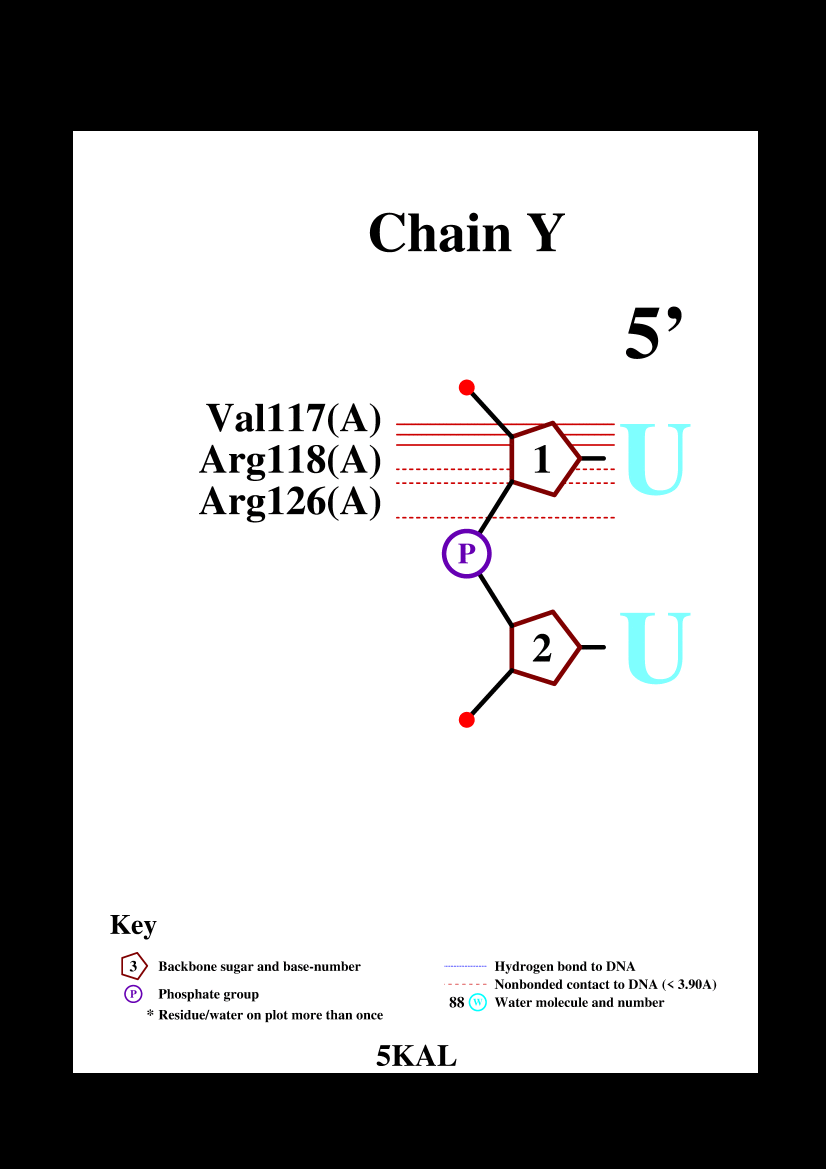 Chain Y
5’
Val117(A)
Arg118(A)
Arg126(A)
1
U
P
2
U
Key
3 Backbone sugar and base-number
P Phosphate group
* Residue/water on plot more than once
Hydrogen bond to DNA
Nonbonded contact to DNA (< 3.90A)
88 W Water molecule and number
5KAL